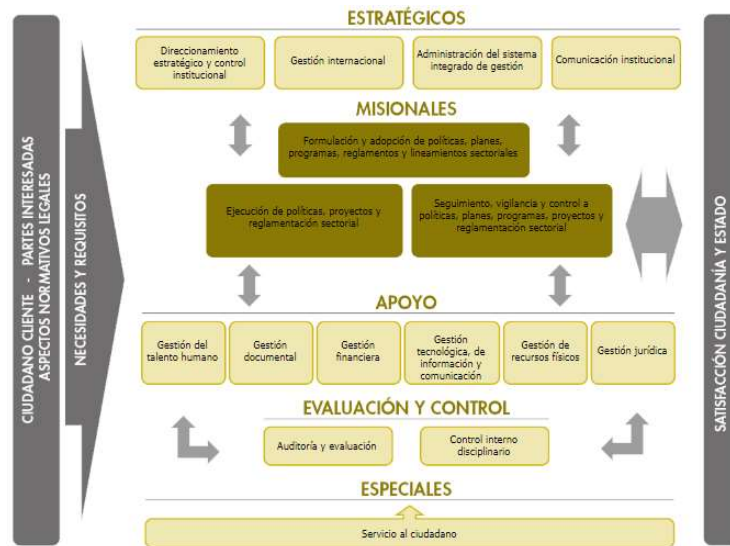 CIUDADANO CLIENTE - PARTES INTERESADAS
ASPECTOS NORMATIVOS LEGALES
NECESIDADES Y REQUISITOS
ESTRATÉGICOS
Direccionamiento
estratégico y control
institucional
Gestión internacional
Administración del sistema
integrado de gestión
Comunicación institucional
MISIONALES
Formulación y adopción de políticas, planes,
programas, reglamentos y lineamientos sectoriales
Ejecución de políticas, proyectos y
reglamentación sectorial
Seguimiento, vigilancia y control a
políticas, planes, programas, proyectos y
reglamentación sectorial
APOYO
Gestión del
talento humano
Gestión
documental
Gestión
financiera
Gestión
tecnológica, de
información y
comunicación
Gestión de
recursos físicos
Gestión jurídica
EVALUACIÓN Y CONTROL
Auditoría y evaluación
Control interno
disciplinario
ESPECIALES
Servicio al ciudadano
SATISFACCIÓN CIUDADANÍA Y ESTADO